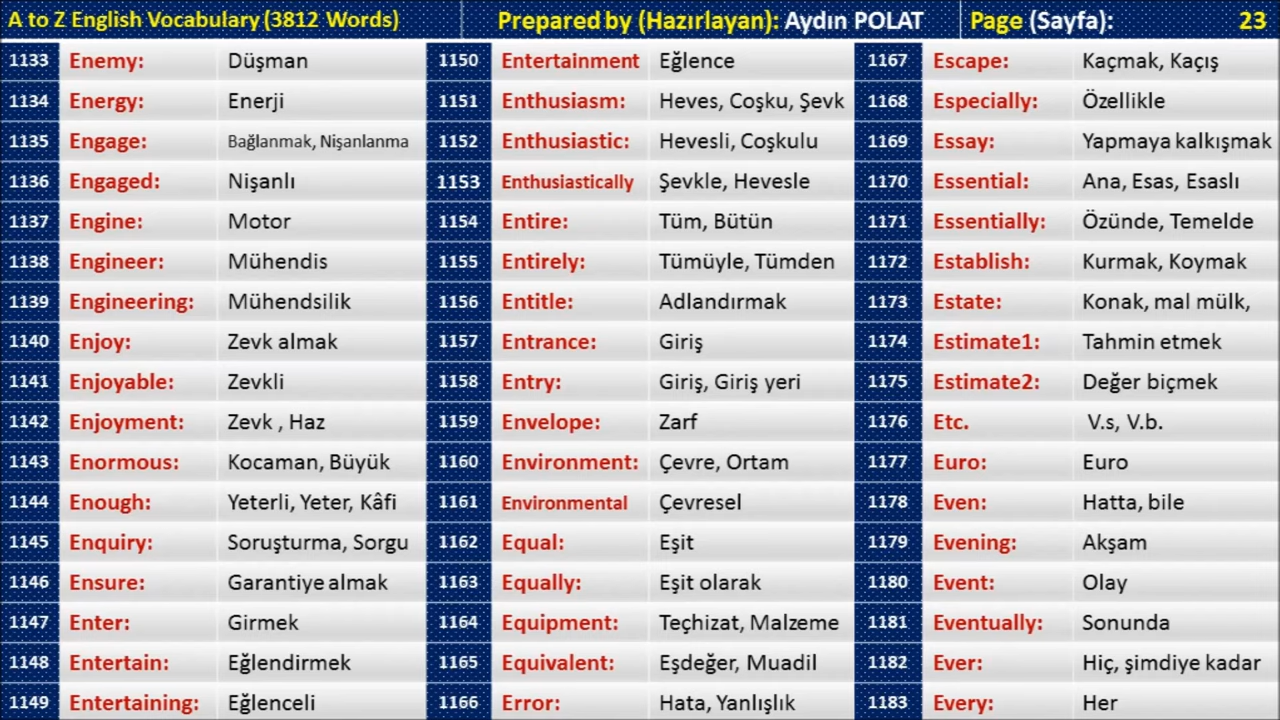 A to Z English Vocabulary (3812 Words) Prepared by (Hazırlayan): Aydın POLAT Page (Sayfa): 23
1133 Enemy: Düşman
1134 Energy: Enerji
1135 Engage: Bağlanmak, Nişanlanma
1136 Engaged: Nişanlı
1137 Engine: Motor
1138 Engineer: Mühendis
1139 Engineering: Mühendsilik
1140 Enjoy: Zevk almak
1141 Enjoyable: Zevkli
1142 Enjoyment: Zevk , Haz
1143 Enormous: Kocaman, Büyük
1144 Enough: Yeterli, Yeter, Kâfi
1145 Enquiry: Soruşturma, Sorgu
1146 Ensure: Garantiye almak
1147 Enter: Girmek
1148 Entertain: Eğlendirmek
1149 Entertaining: Eğlenceli
1150 Entertainment Eğlence
1151 Enthusiasm: Heves, Coşku, Şevk
1152 Enthusiastic: Hevesli, Coşkulu
1153 Enthusiastically Şevkle, Hevesle
1154 Entire: Tüm, Bütün
1155 Entirely: Tümüyle, Tümden
1156 Entitle: Adlandırmak
1157 Entrance: Giriş
1158 Entry: Giriş, Giriş yeri
1159 Envelope: Zarf
1160 Environment: Çevre, Ortam
1161 Environmental Çevresel
1162 Equal: Eşit
1163 Equally: Eşit olarak
1164 Equipment: Teçhizat, Malzeme
1165 Equivalent: Eşdeğer, Muadil
1166 Error: Hata, Yanlışlık
1167 Escape: Kaçmak, Kaçış
1168 Especially: Özellikle
1169 Essay: Yapmaya kalkışmak
1170 Essential: Ana, Esas, Esaslı
1171 Essentially: Özünde, Temelde
1172 Establish: Kurmak, Koymak
1173 Estate: Konak, mal mülk,
1174 Estimate1: Tahmin etmek
1175 Estimate2: Değer biçmek
1176 Etc. V.s, V.b.
1177 Euro: Euro
1178 Even: Hatta, bile
1179 Evening: Akşam
1180 Event: Olay
1181 Eventually: Sonunda
1182 Ever: Hiç, şimdiye kadar
1183 Every: Her